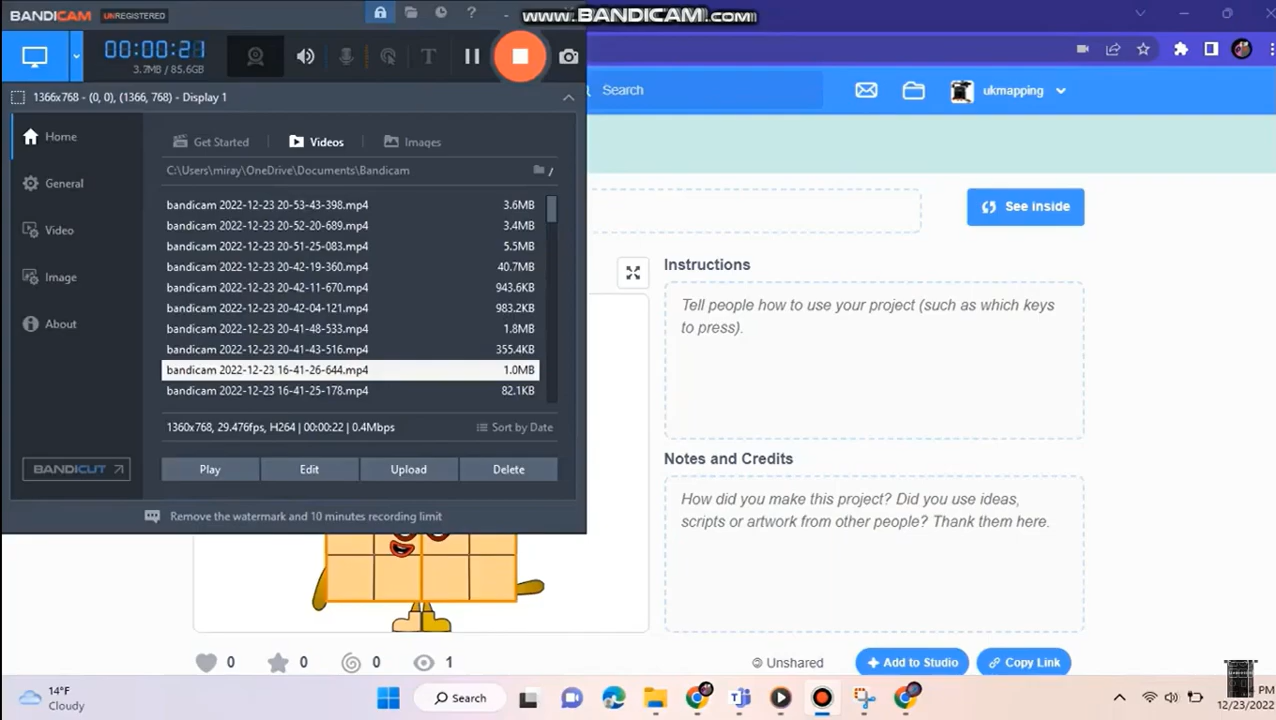 BANDICAM UNREGISTERED
www.BANDICAM.com
00:00:21
3.7MB / 85.6GB
Search
ukmapping
1366x768 - (0, 0), (1366, 768) - Display 1
Home
General
Video
Image
About
BANDICUT
Get Started
Videos
Images
C:\Users\miray\OneDrive\Documents\Bandicam
bandicam 2022-12-23 20-53-43-398.mp4 3.6MB
bandicam 2022-12-23 20-52-20-689.mp4 3.4MB
bandicam 2022-12-23 20-51-25-083.mp4 5.5MB
bandicam 2022-12-23 20-42-19-360.mp4 40.7MB
bandicam 2022-12-23 20-42-11-670.mp4 943.6KB
bandicam 2022-12-23 20-42-04-121.mp4 983.2KB
bandicam 2022-12-23 20-41-48-533.mp4 1.8MB
bandicam 2022-12-23 20-41-43-516.mp4 355.4KB
bandicam 2022-12-23 16-41-26-644.mp4 1.0MB
bandicam 2022-12-23 16-41-25-178.mp4 82.1KB
1360x768, 29.476fps, H264 | 00:00:22 | 0.4Mbps
Sort by Date
Play
Edit
Upload
Delete
Remove the watermark and 10 minutes recording limit
See inside
Instructions
Tell people how to use your project (such as which keys
to press).
Notes and Credits
How did you make this project? Did you use ideas,
scripts or artwork from other people? Thank them here.
0
0
0
1
Unshared
Add to Studio
Copy Link
14°F
Cloudy
Search
PM
12/23/2022